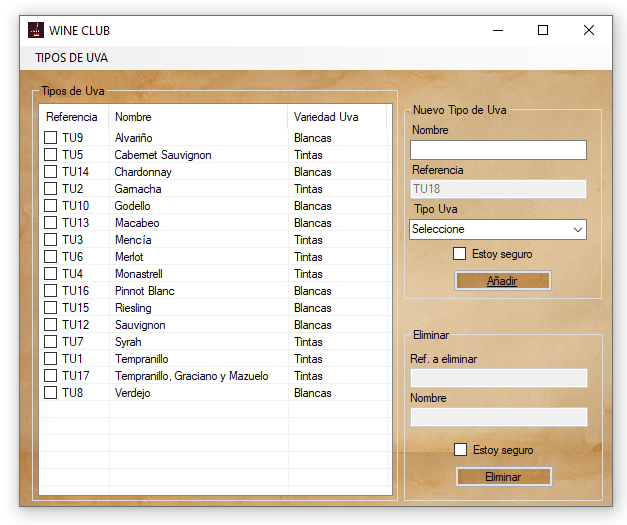 WINE CLUB
TIPOS DE UVA
Tipos de Uva
Referencia Nombre Variedad Uva
TU9 Alvariño Blancas
TU5 Cabernet Sauvignon Tintas
TU14 Chardonnay Blancas
TU2 Garnacha Tintas
TU10 Godello Blancas
TU13 Macabeo Blancas
TU3 Mencía Tintas
TU6 Merlot Tintas
TU4 Monastrell Tintas
TU16 Pinnot Blanc Blancas
TU15 Riesling Blancas
TU12 Sauvignon Blancas
TU7 Syrah Tintas
TU1 Tempranillo Tintas
TU17 Tempranillo, Graciano y Mazuelo Tintas
TU8 Verdejo Blancas
Nuevo Tipo de Uva
Nombre
Referencia
TU18
Tipo Uva
Seleccione
Estoy seguro
Añadir
Eliminar
Ref. a eliminar
Nombre
Estoy seguro
Eliminar